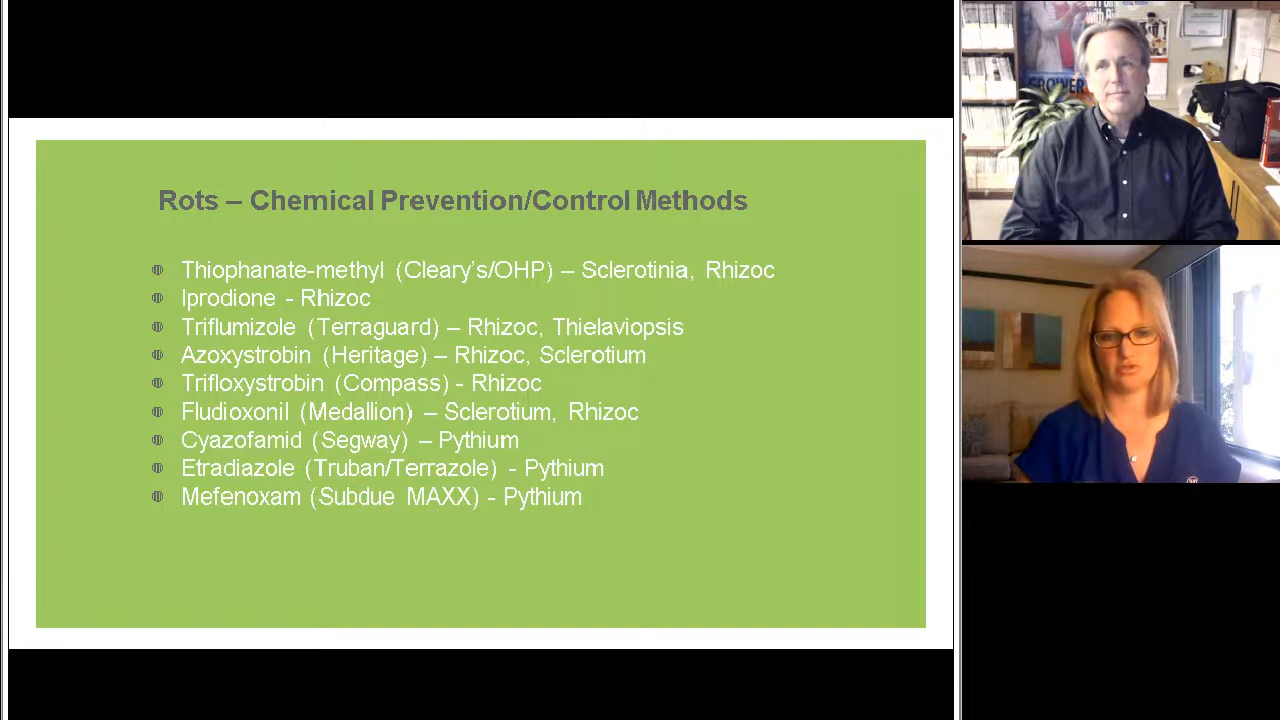 Rots – Chemical Prevention/Control Methods
Thiophanate-methyl (Cleary's/OHP) – Sclerotinia, Rhizoc
Iprodione - Rhizoc
Triflumizole (Terraguard) – Rhizoc, Thielaviopsis
Azoxystrobin (Heritage) – Rhizoc, Sclerotium
Trifloxystrobin (Compass) - Rhizoc
Fludioxonil (Medallion) – Sclerotium, Rhizoc
Cyazofamid (Segway) – Pythium
Etradiazole (Truban/Terrazole) - Pythium
Mefenoxam (Subdue MAXX) - Pythium
GROWER